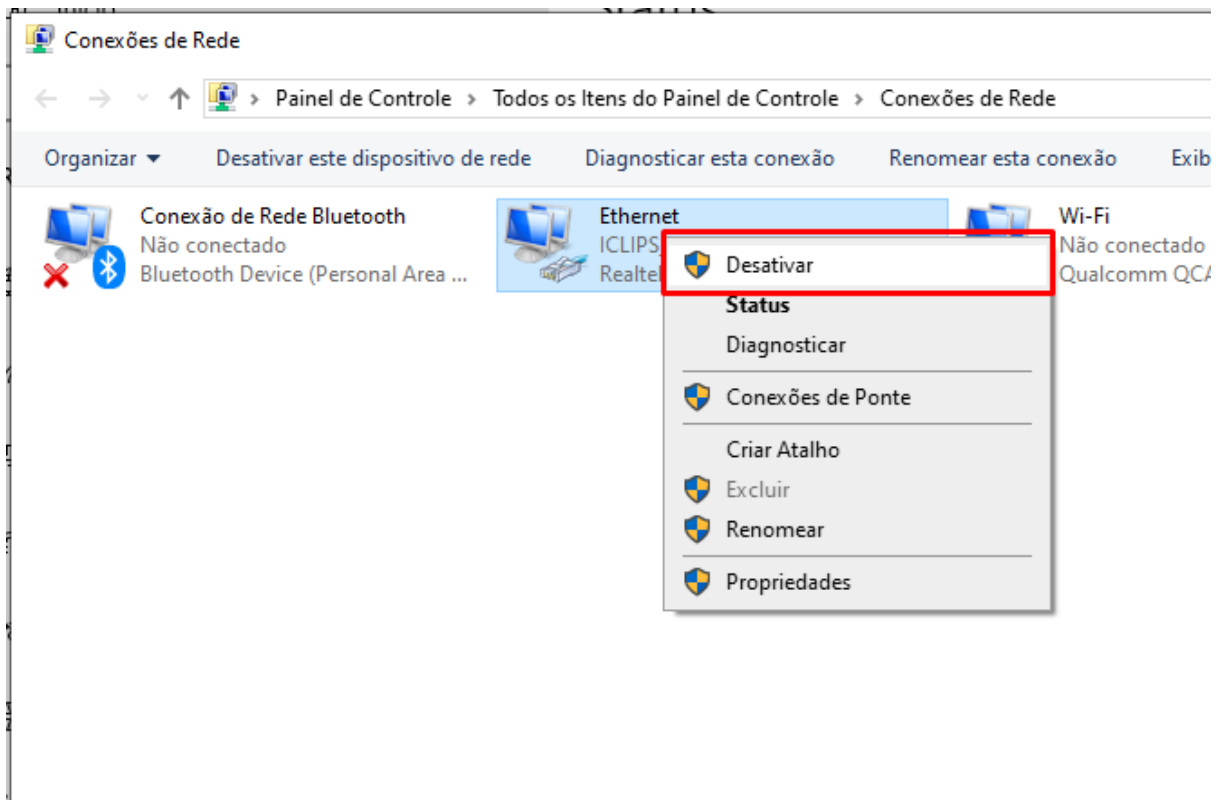 Conexões de Rede
Painel de Controle > Todos os Itens do Painel de Controle > Conexões de Rede
Organizar Desativar este dispositivo de rede Diagnosticar esta conexão Renomear esta conexão Exib
Conexão de Rede Bluetooth
Não conectado
Bluetooth Device (Personal Area ...
Ethernet
ICLIPS
Realte
Wi-Fi
Não conectado
Qualcomm QCA
Desativar
Status
Diagnosticar
Conexões de Ponte
Criar Atalho
Excluir
Renomear
Propriedades